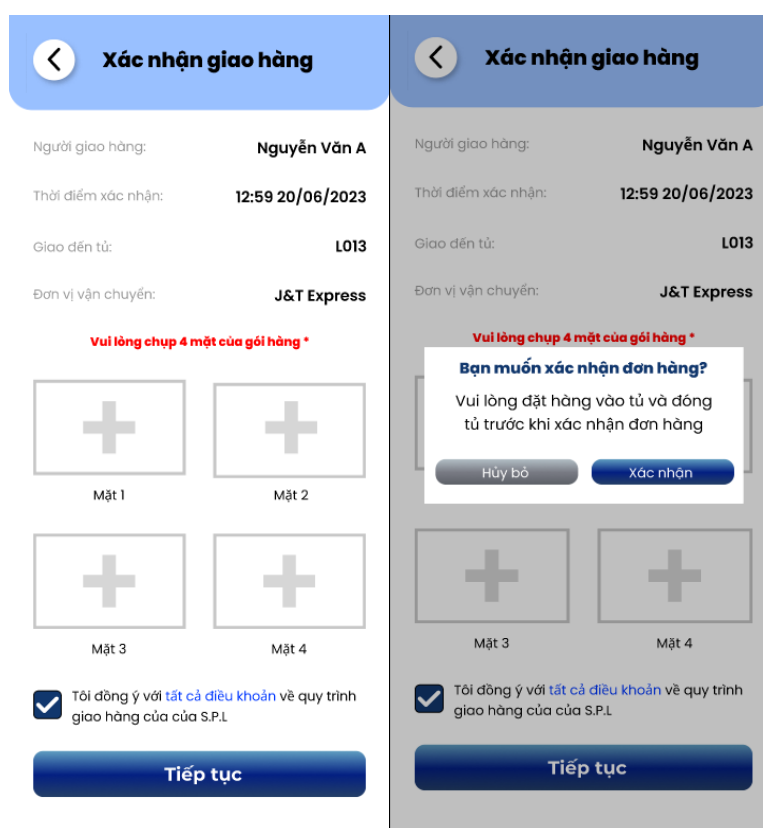 Xác nhận giao hàng
Người giao hàng: Nguyễn Văn A
Thời điểm xác nhận: 12:59 20/06/2023
Giao đến tủ: L013
Đơn vị vận chuyển: J&T Express
Vui lòng chụp 4 mặt của gói hàng *
Mặt 1 Mặt 2
Mặt 3 Mặt 4
Tôi đồng ý với tất cả điều khoản về quy trình
giao hàng của của S.P.L
Tiếp tục
Xác nhận giao hàng
Người giao hàng: Nguyễn Văn A
Thời điểm xác nhận: 12:59 20/06/2023
Giao đến tủ: L013
Đơn vị vận chuyển: J&T Express
Vui lòng chụp 4 mặt của gói hàng *
Bạn muốn xác nhận đơn hàng?
Vui lòng đặt hàng vào tủ và đóng
tủ trước khi xác nhận đơn hàng
Hủy bỏ Xác nhận
Mặt 3 Mặt 4
Tôi đồng ý với tất cả điều khoản về quy trình
giao hàng của của S.P.L
Tiếp tục